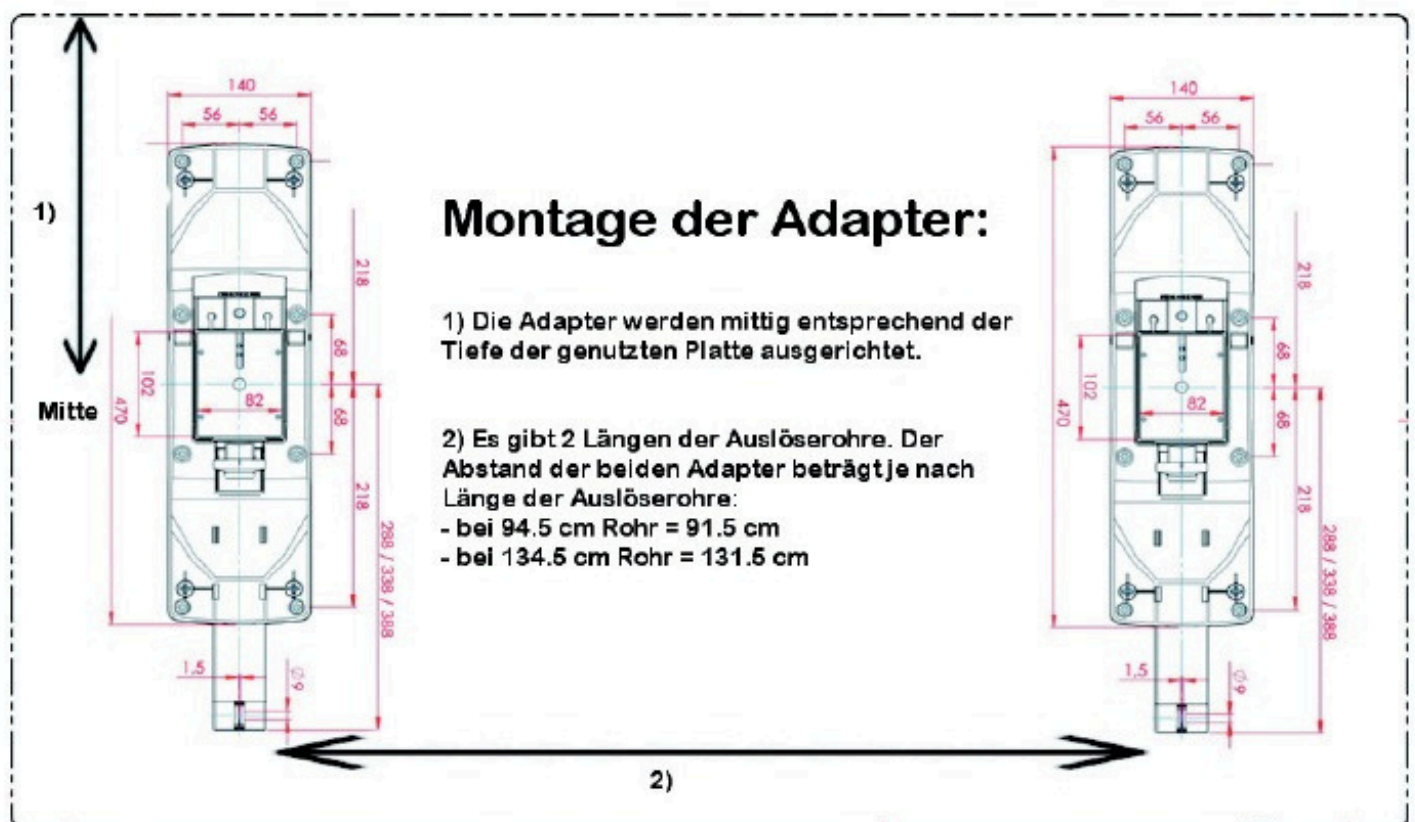 140
56 56
140
56 56
1)
Montage der Adapter:
218
218
1) Die Adapter werden mittig entsprechend der
Tiefe der genutzten Platte ausgerichtet.
68
68
102
102
Mitte
470
82
68
470
82
68
2) Es gibt 2 Längen der Auslöserohre. Der
Abstand der beiden Adapter beträgt je nach
Länge der Auslöserohre:
- bei 94.5 cm Rohr = 91.5 cm
- bei 134.5 cm Rohr = 131.5 cm
218
218
288 / 338 / 388
288 / 338 / 388
1,5
Ø9
1,5
Ø9
2)